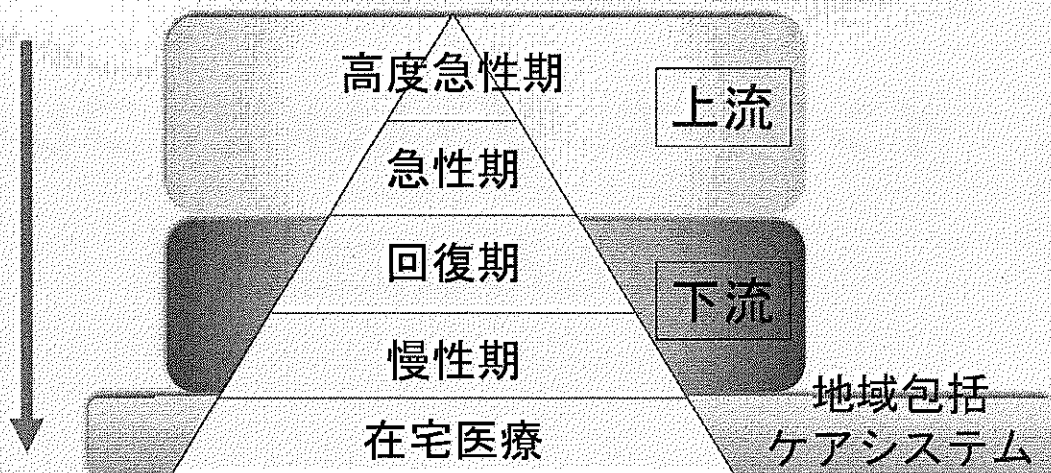 高度急性期
上流
急性期
回復期
下流
慢性期
地域包括
ケアシステム
在宅医療